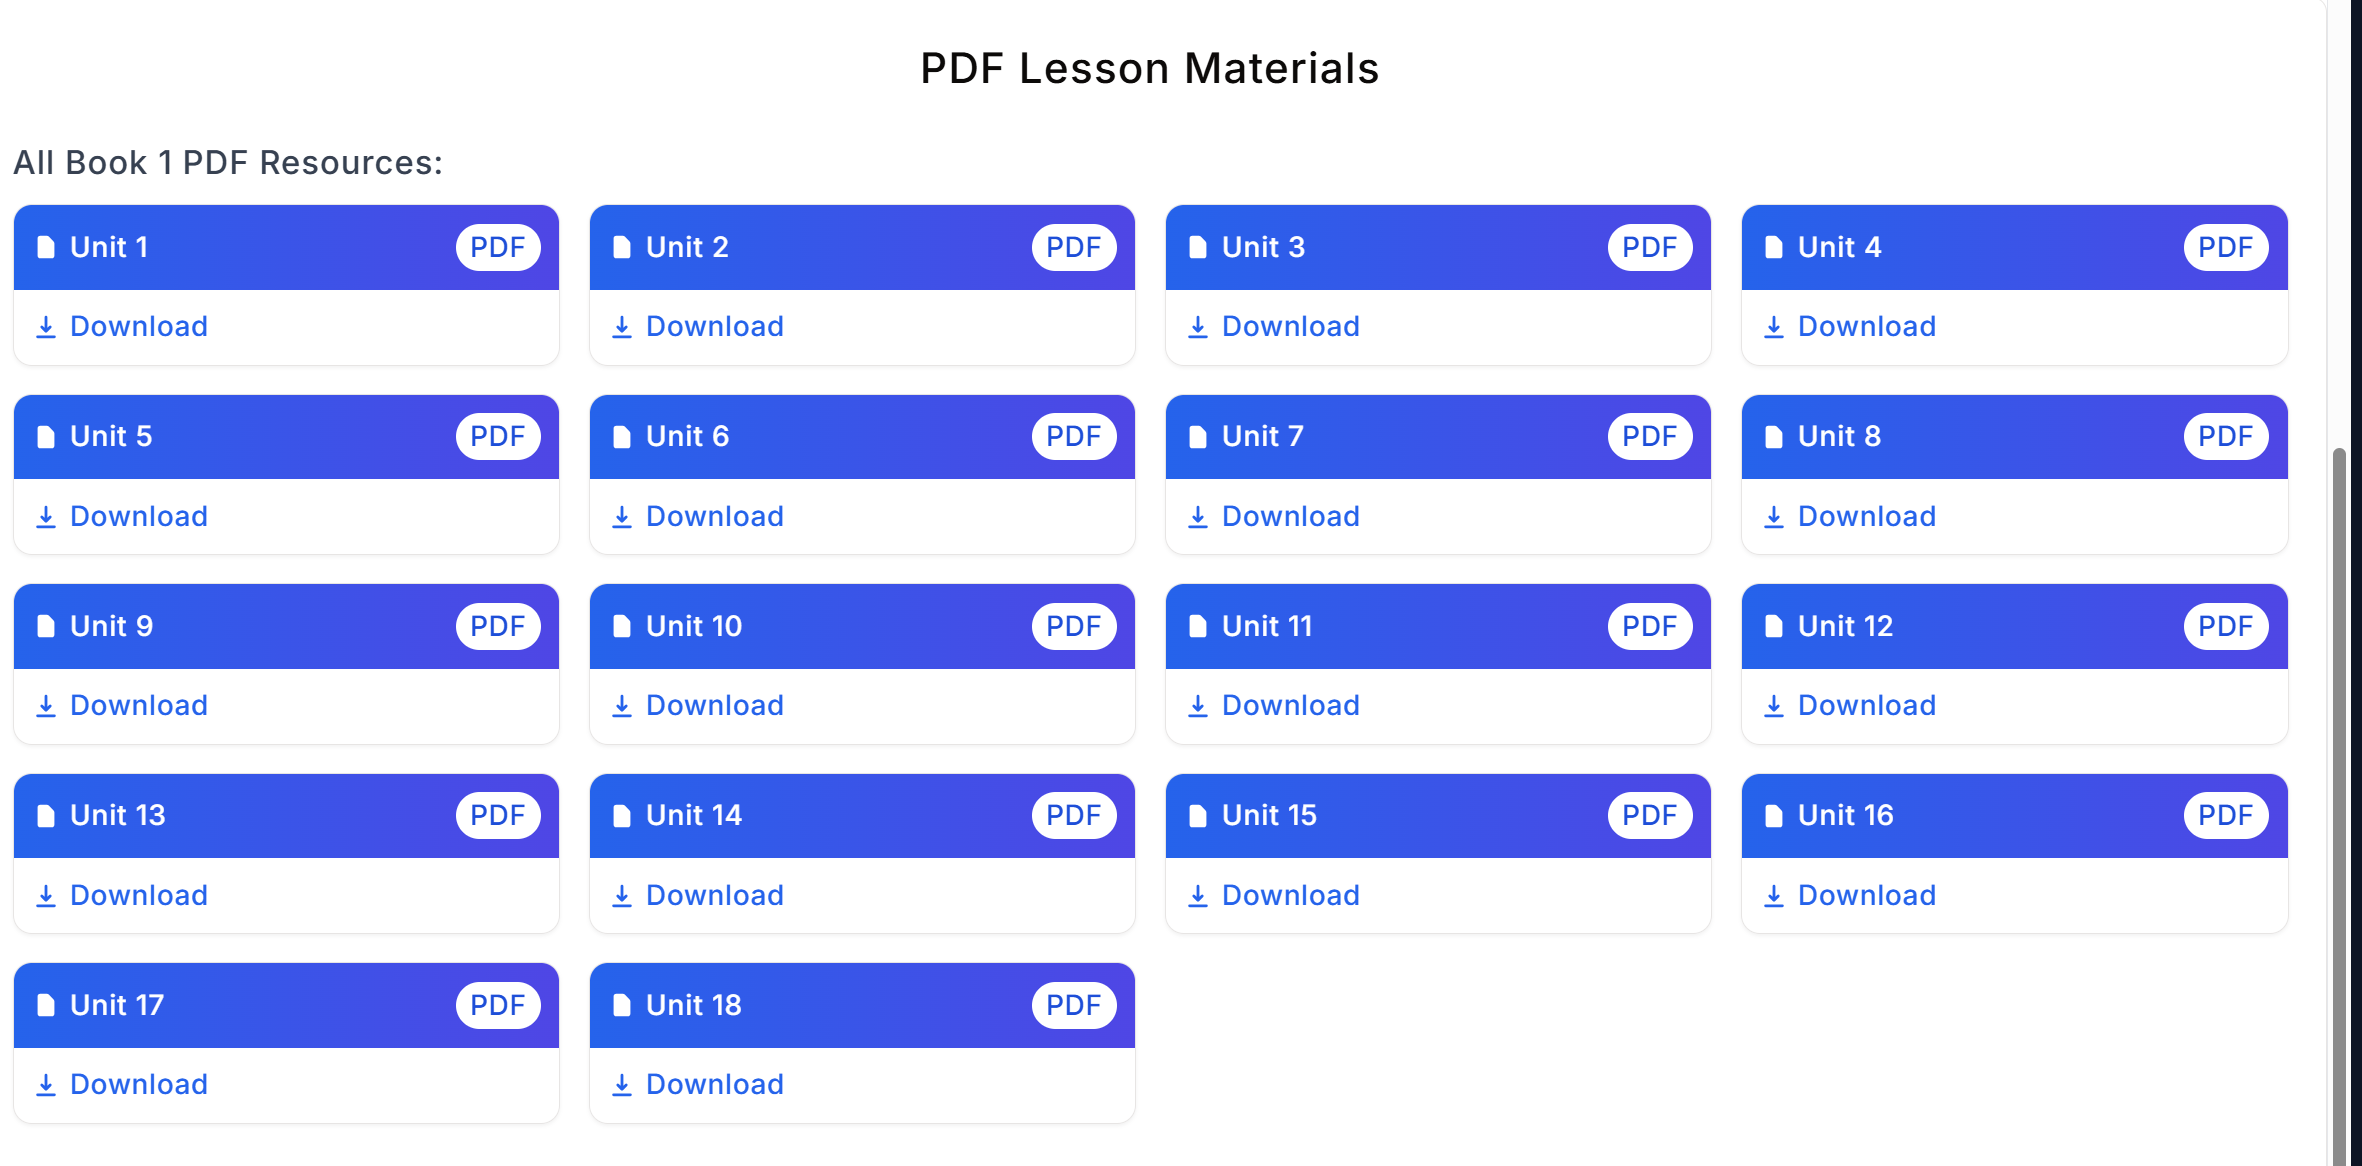 PDF Lesson Materials
All Book 1 PDF Resources:
Unit 1 PDF
Download
Unit 2 PDF
Download
Unit 3 PDF
Download
Unit 4 PDF
Download
Unit 5 PDF
Download
Unit 6 PDF
Download
Unit 7 PDF
Download
Unit 8 PDF
Download
Unit 9 PDF
Download
Unit 10 PDF
Download
Unit 11 PDF
Download
Unit 12 PDF
Download
Unit 13 PDF
Download
Unit 14 PDF
Download
Unit 15 PDF
Download
Unit 16 PDF
Download
Unit 17 PDF
Download
Unit 18 PDF
Download